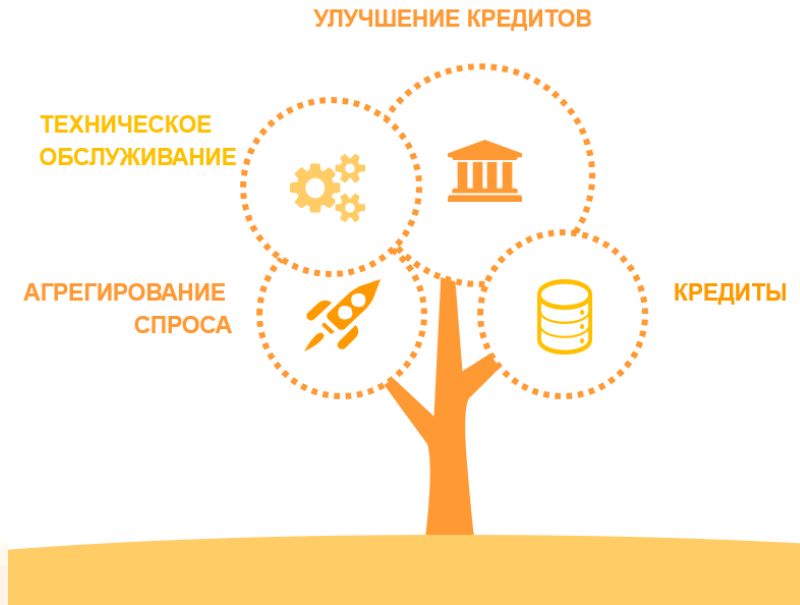 УЛУЧШЕНИЕ КРЕДИТОВ
ТЕХНИЧЕСКОЕ
ОБСЛУЖИВАНИЕ
АГРЕГИРОВАНИЕ
СПРОСА
КРЕДИТЫ